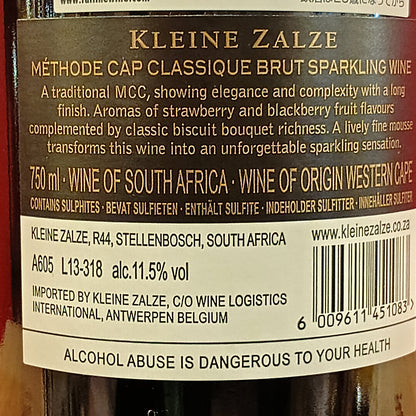 KLEINE ZALZE
MÉTHODE CAP CLASSIQUE BRUT SPARKLING WINE
A traditional MCC, showing elegance and complexity with a long
finish. Aromas of strawberry and blackberry fruit flavours
complemented by classic biscuit bouquet richness. A lively fine mousse
transforms this wine into an unforgettable sparkling sensation.
750 ml · WINE OF SOUTH AFRICA · WINE OF ORIGIN WESTERN CAPE
CONTAINS SULPHITES · BEVAT SULFIETEN · ENTHÄLT SULFITE · INDEHOLDER SULFITTER · INNEHÅLLER SULFITER
KLEINE ZALZE, R44, STELLENBOSCH, SOUTH AFRICA
www.kleinezalze.co.za
A605 L13-318 alc.11.5% vol
IMPORTED BY KLEINE ZALZE, C/O WINE LOGISTICS
INTERNATIONAL, ANTWERPEN BELGIUM
6 009611 451083
ALCOHOL ABUSE IS DANGEROUS TO YOUR HEALTH